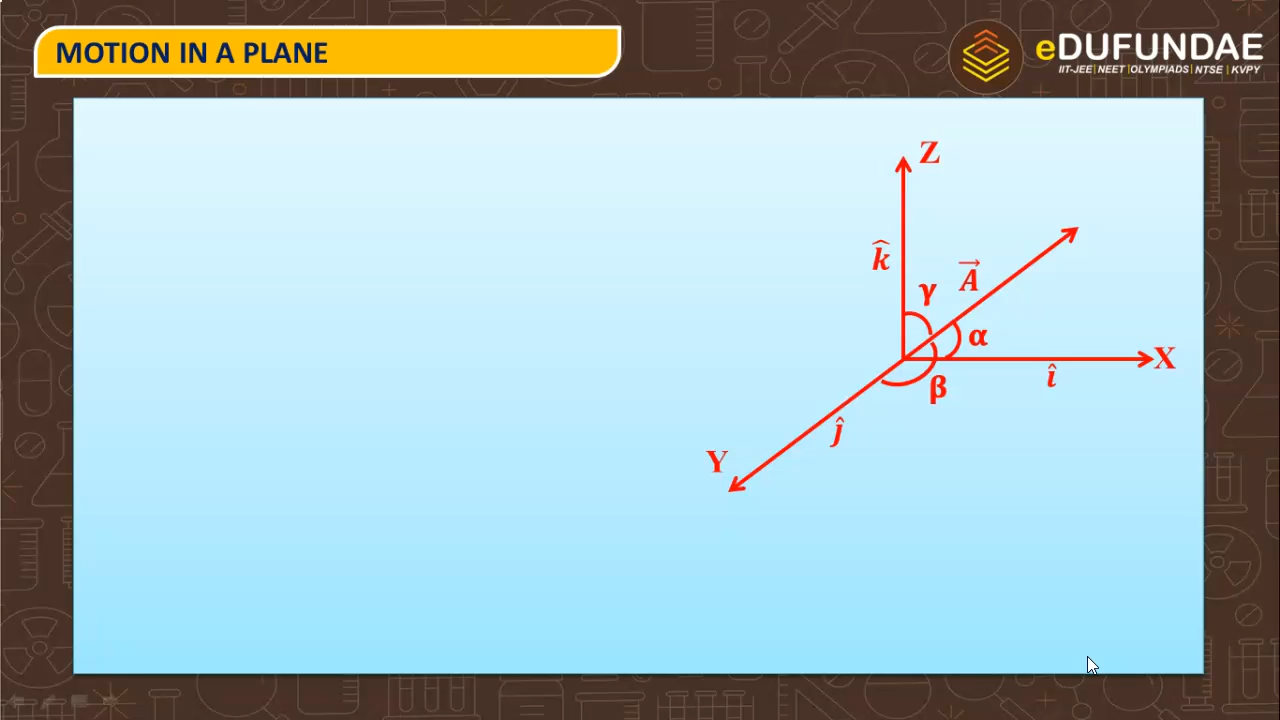 MOTION IN A PLANE
eDUFUNDAE
IIT-JEE|NEET|OLYMPIADS|NTSE|KVPY
Z
k̂
A⃗
γ
α
X
î
β
ĵ
Y